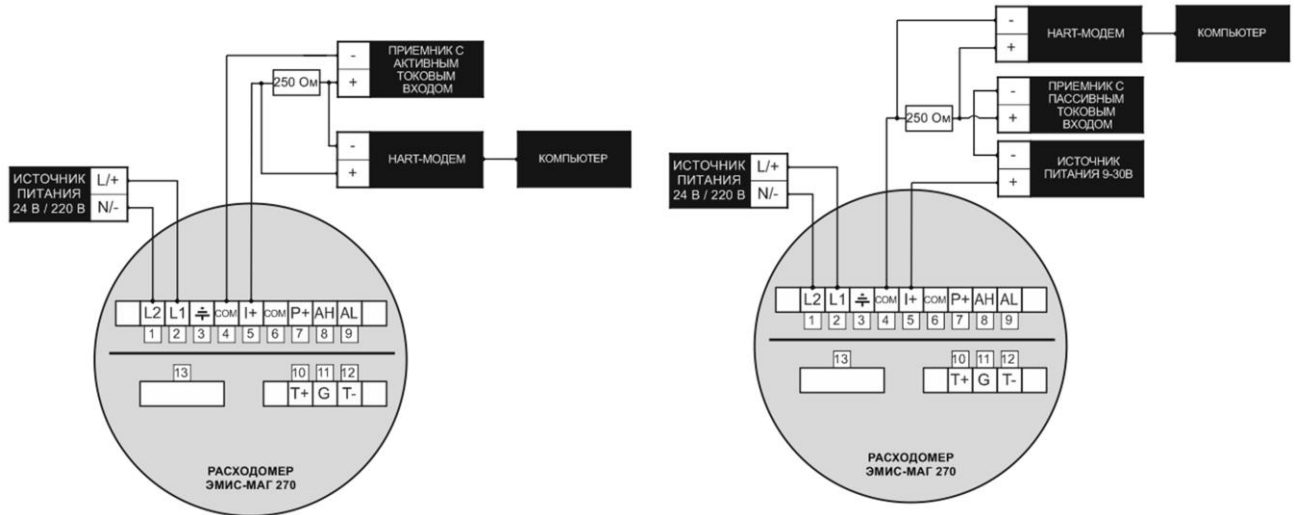 -
ПРИЕМНИК С
АКТИВНЫМ
ТОКОВЫМ
ВХОДОМ
+
250 Ом
-
HART-МОДЕМ
КОМПЬЮТЕР
+
ИСТОЧНИК
ПИТАНИЯ
24 В / 220 В
L/+
N/-
L2 L1 COM I+ COM P+ AH AL
1 2 3 4 5 6 7 8 9
13 10 11 12
T+ G T-
РАСХОДОМЕР
ЭМИС-МАГ 270
-
HART-МОДЕМ
КОМПЬЮТЕР
+
-
ПРИЕМНИК С
ПАССИВНЫМ
ТОКОВЫМ
ВХОДОМ
+
250 Ом
-
ИСТОЧНИК
ПИТАНИЯ 9-30В
+
ИСТОЧНИК
ПИТАНИЯ
24 В / 220 В
L/+
N/-
L2 L1 COM I+ COM P+ AH AL
1 2 3 4 5 6 7 8 9
13 10 11 12
T+ G T-
РАСХОДОМЕР
ЭМИС-МАГ 270